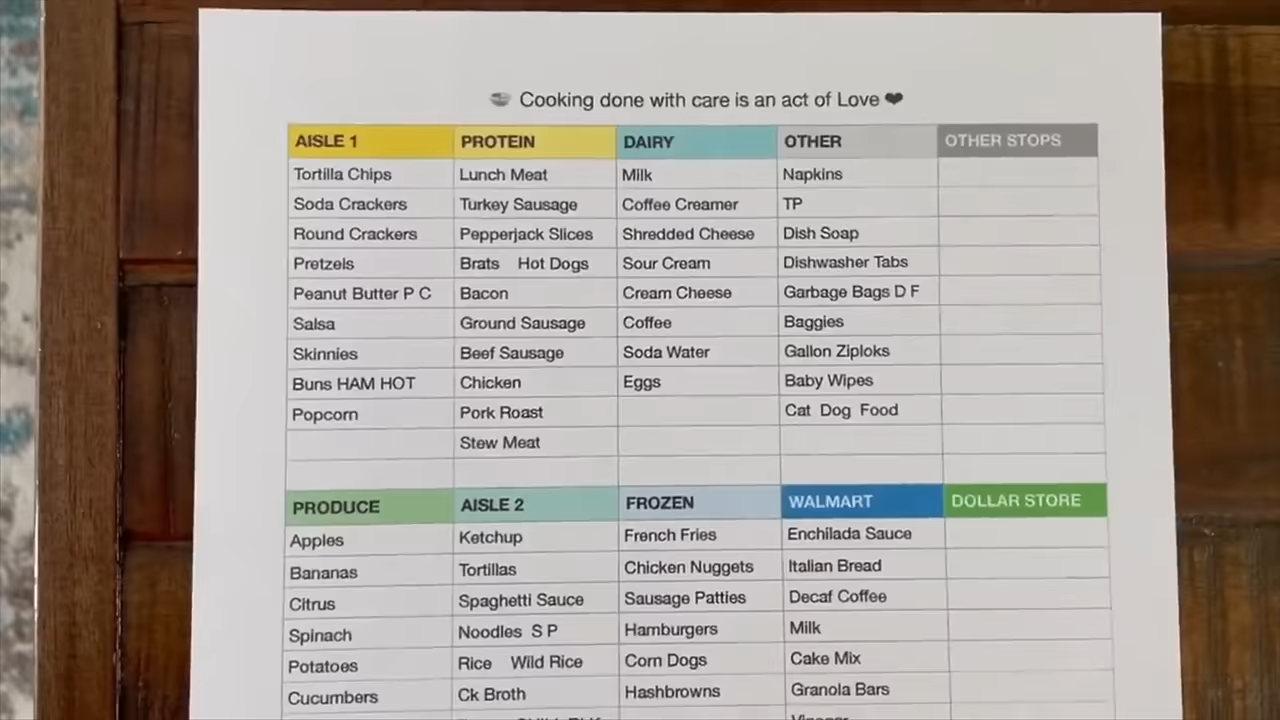 Cooking done with care is an act of Love ❤
AISLE 1 PROTEIN DAIRY OTHER OTHER STOPS
Tortilla Chips Lunch Meat Milk Napkins
Soda Crackers Turkey Sausage Coffee Creamer TP
Round Crackers Pepperjack Slices Shredded Cheese Dish Soap
Pretzels Brats Hot Dogs Sour Cream Dishwasher Tabs
Peanut Butter P C Bacon Cream Cheese Garbage Bags D F
Salsa Ground Sausage Coffee Baggies
Skinnies Beef Sausage Soda Water Gallon Ziploks
Buns HAM HOT Chicken Eggs Baby Wipes
Popcorn Pork Roast Cat Dog Food
Stew Meat
PRODUCE AISLE 2 FROZEN WALMART DOLLAR STORE
Apples Ketchup French Fries Enchilada Sauce
Bananas Tortillas Chicken Nuggets Italian Bread
Citrus Spaghetti Sauce Sausage Patties Decaf Coffee
Spinach Noodles S P Hamburgers Milk
Potatoes Rice Wild Rice Corn Dogs Cake Mix
Cucumbers Ck Broth Hashbrowns Granola Bars